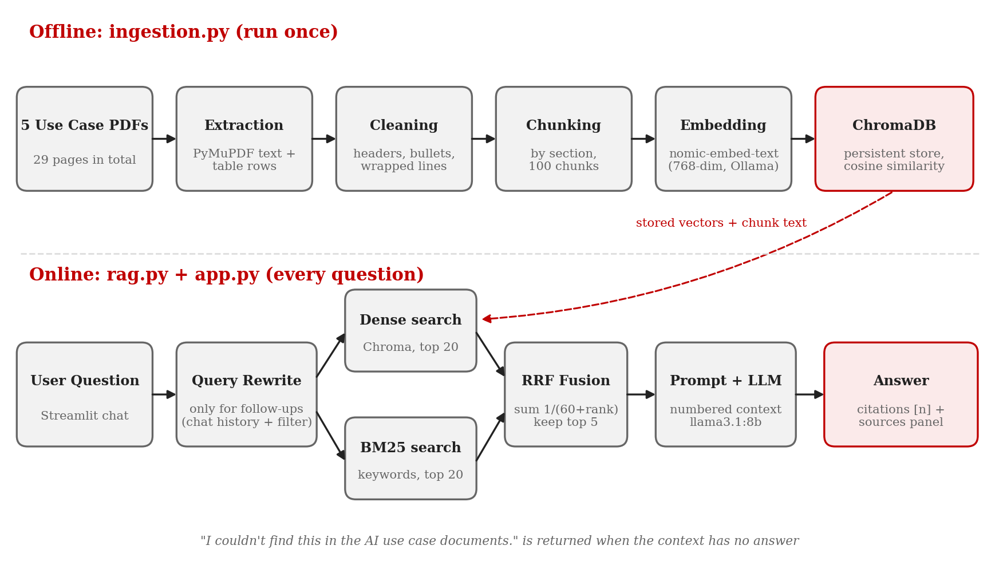 Offline: ingestion.py (run once)
5 Use Case PDFs
29 pages in total
Extraction
PyMuPDF text +
table rows
Cleaning
headers, bullets,
wrapped lines
Chunking
by section,
100 chunks
Embedding
nomic-embed-text
(768-dim, Ollama)
ChromaDB
persistent store,
cosine similarity
stored vectors + chunk text
Online: rag.py + app.py (every question)
User Question
Streamlit chat
Query Rewrite
only for follow-ups
(chat history + filter)
Dense search
Chroma, top 20
BM25 search
keywords, top 20
RRF Fusion
sum 1/(60+rank)
keep top 5
Prompt + LLM
numbered context
llama3.1:8b
Answer
citations [n] +
sources panel
"I couldn't find this in the AI use case documents." is returned when the context has no answer